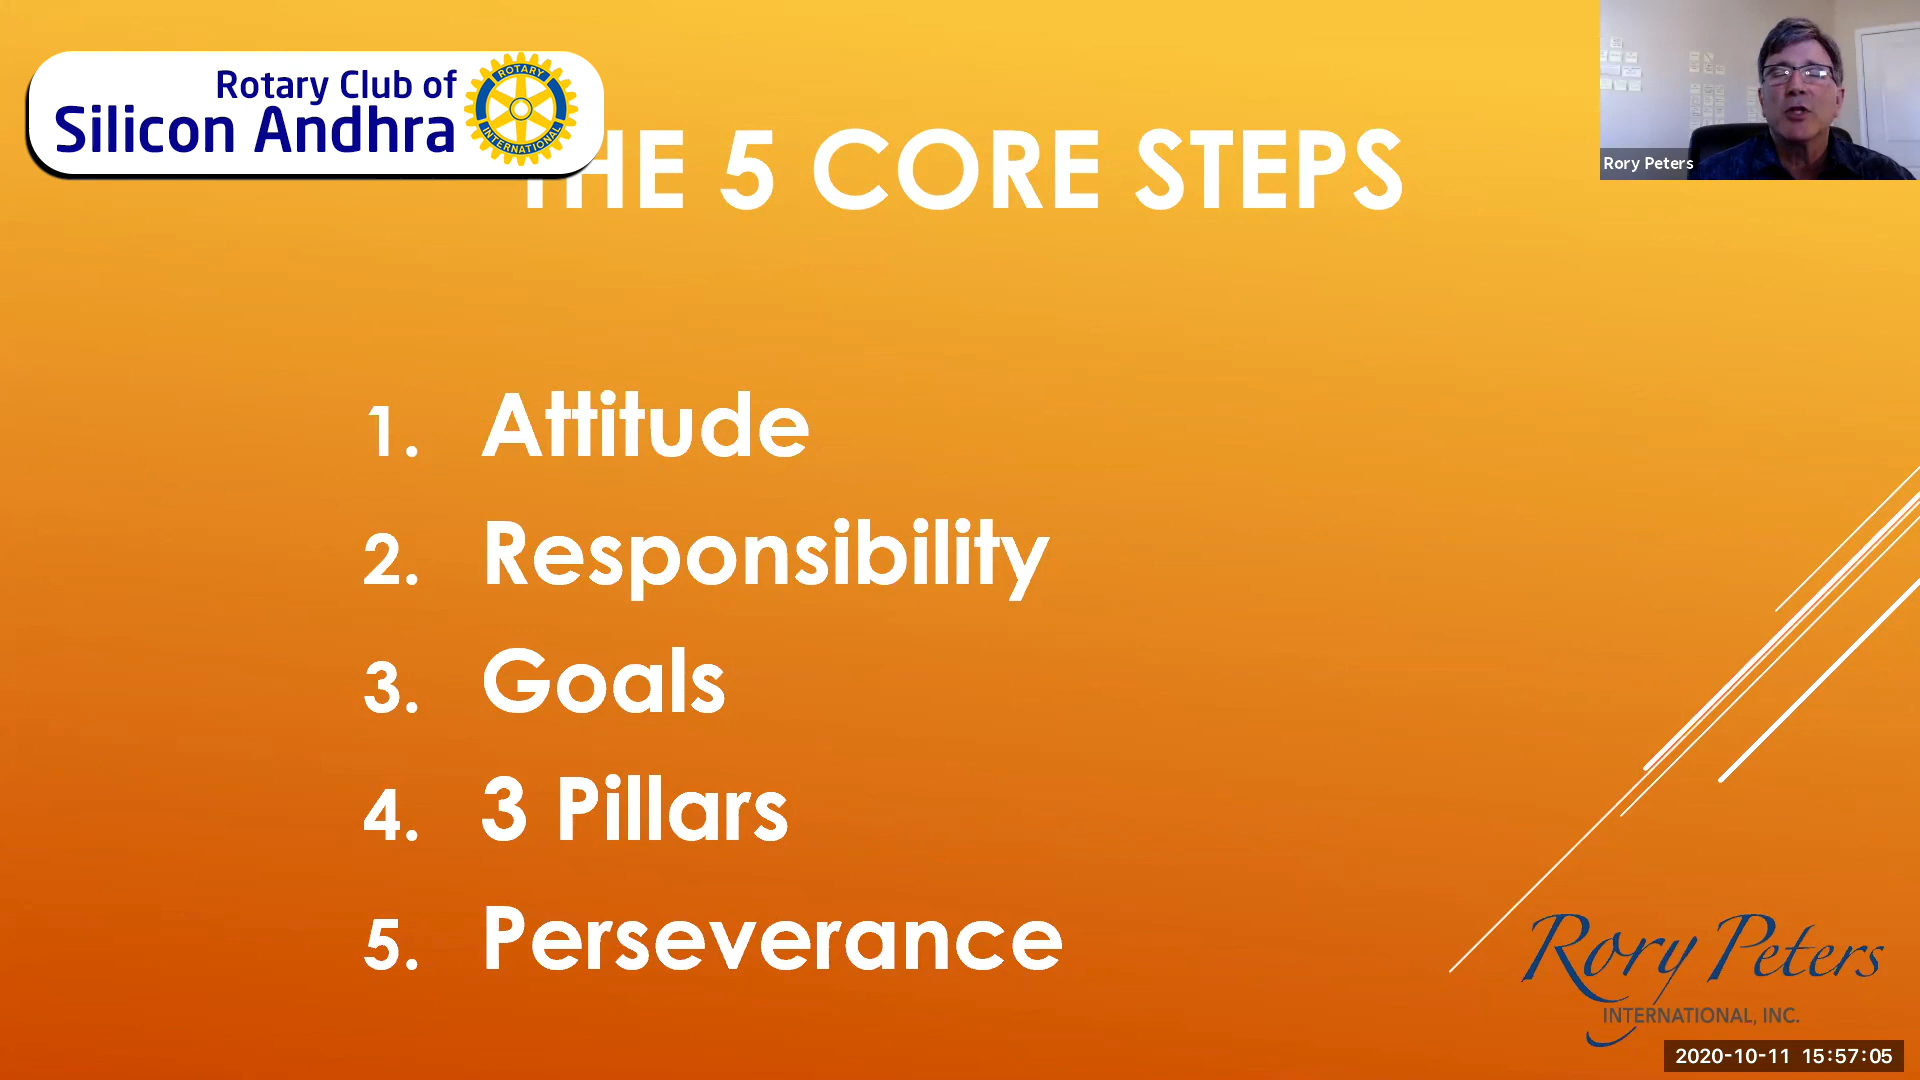 Rotary Club of
Silicon Andhra
ROTARY
INTERNATIONAL
THE 5 CORE STEPS
Rory Peters
1. Attitude
2. Responsibility
3. Goals
4. 3 Pillars
5. Perseverance
Rory Peters
INTERNATIONAL, INC.
2020-10-11 15:57:05